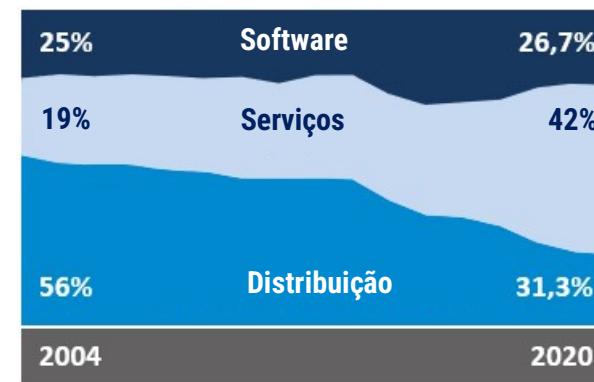 25% Software 26,7%
19% Serviços 42%
56% Distribuição 31,3%
2004 2020